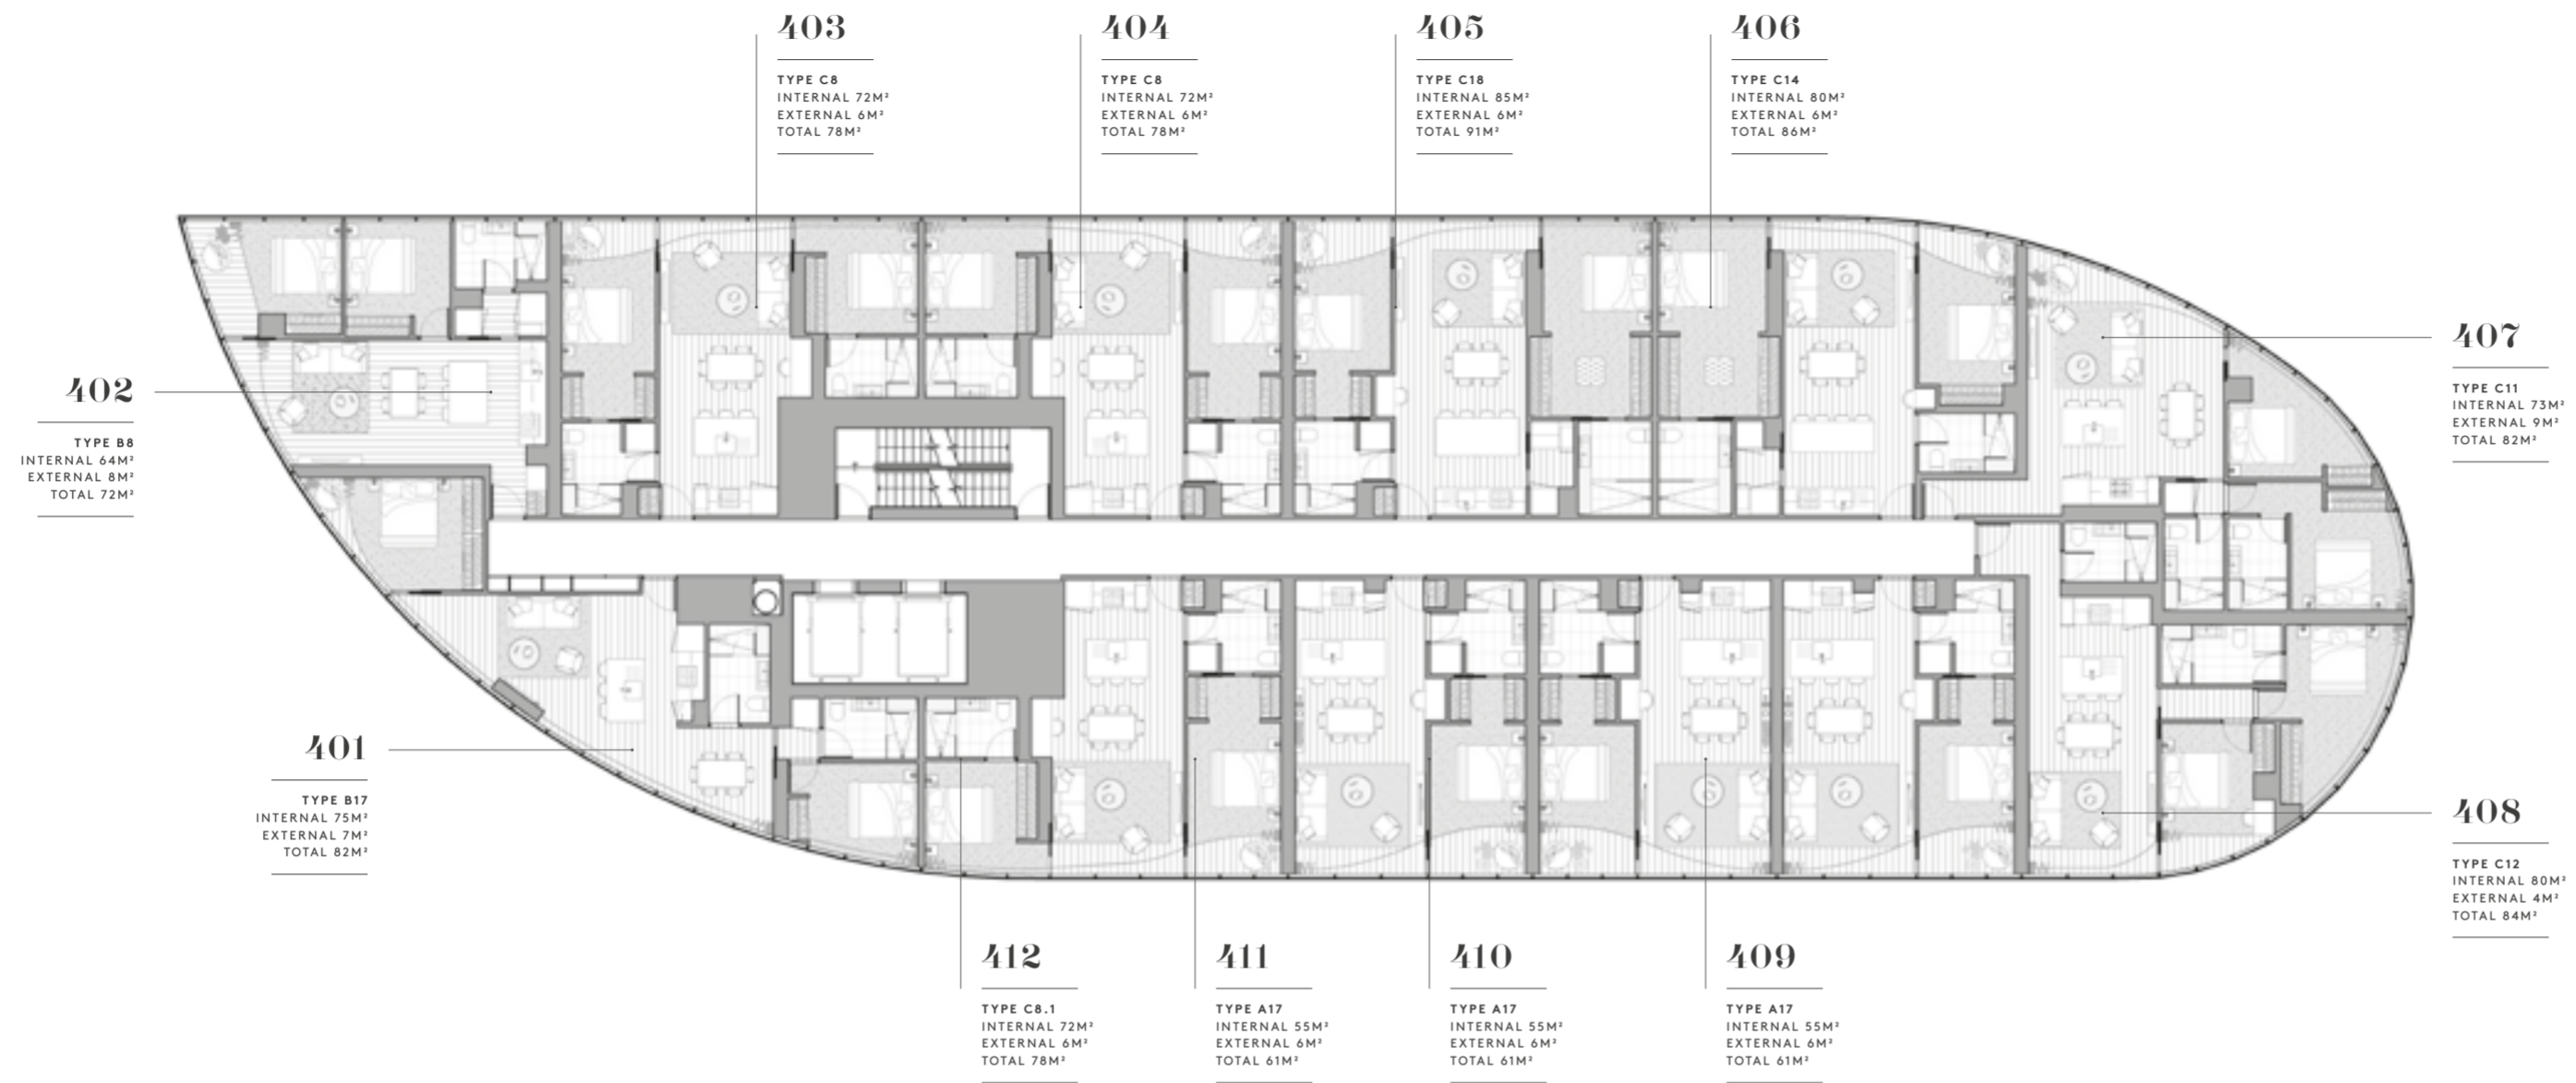 403
TYPE C8
INTERNAL 72M²
EXTERNAL 6M²
TOTAL 78M²
404
TYPE C8
INTERNAL 72M²
EXTERNAL 6M²
TOTAL 78M²
405
TYPE C18
INTERNAL 85M²
EXTERNAL 6M²
TOTAL 91M²
406
TYPE C14
INTERNAL 80M²
EXTERNAL 6M²
TOTAL 86M²
402
TYPE B8
INTERNAL 64M²
EXTERNAL 8M²
TOTAL 72M²
407
TYPE C11
INTERNAL 73M²
EXTERNAL 9M²
TOTAL 82M²
401
TYPE B17
INTERNAL 75M²
EXTERNAL 7M²
TOTAL 82M²
408
TYPE C12
INTERNAL 80M²
EXTERNAL 4M²
TOTAL 84M²
412
TYPE C8.1
INTERNAL 72M²
EXTERNAL 6M²
TOTAL 78M²
411
TYPE A17
INTERNAL 55M²
EXTERNAL 6M²
TOTAL 61M²
410
TYPE A17
INTERNAL 55M²
EXTERNAL 6M²
TOTAL 61M²
409
TYPE A17
INTERNAL 55M²
EXTERNAL 6M²
TOTAL 61M²